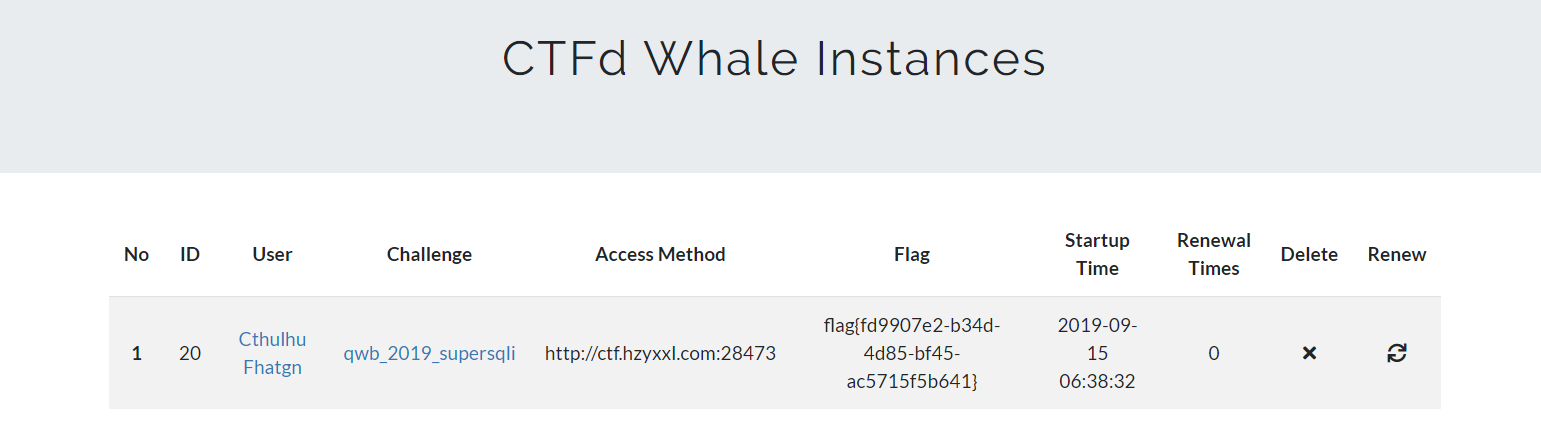 CTFd Whale Instances
No ID User Challenge Access Method Flag Startup Time Renewal Times Delete Renew
1 20 Cthulhu Fhatgn qwb_2019_supersqli http://ctf.hzyxxl.com:28473 flag{fd9907e2-b34d-4d85-bf45-ac5715f5b641} 2019-09-15 06:38:32 0